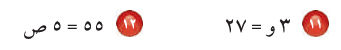 ١١ ٣ و = ٢٧ ١٢ ٥٥ = ٥ ص